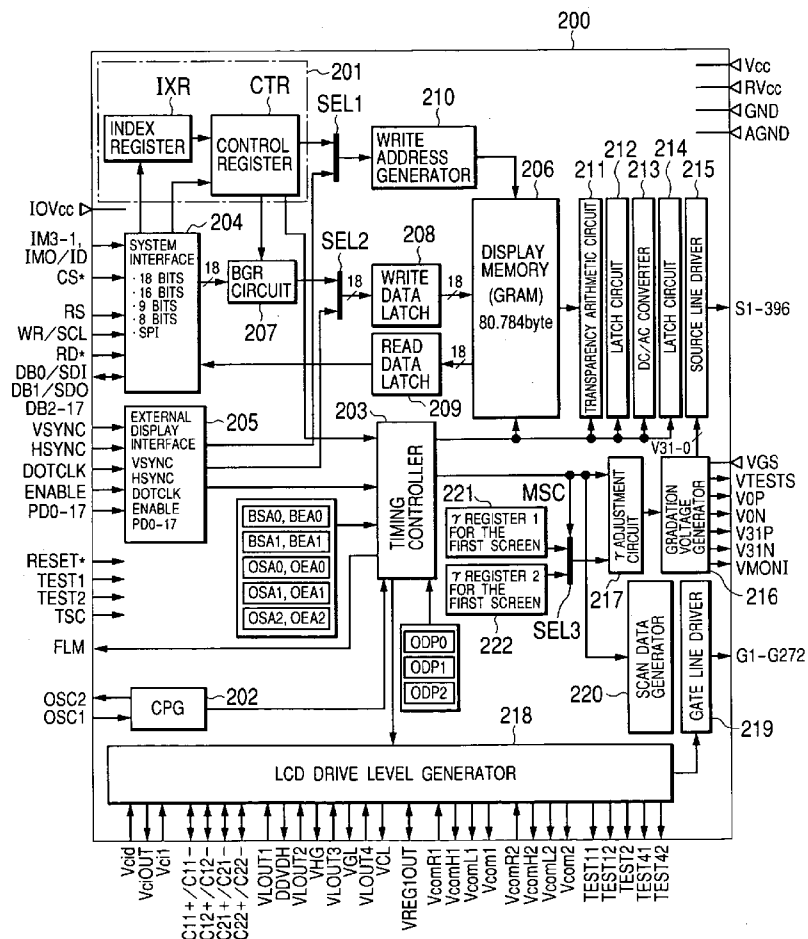 200
201
IXR
CTR
INDEX
REGISTER
CONTROL
REGISTER
SEL1
210
WRITE
ADDRESS
GENERATOR
206
DISPLAY
MEMORY
(GRAM)
80.784byte
211
212
213
214
215
TRANSPARENCY ARITHMETIC CIRCUIT
LATCH CIRCUIT
DC/AC CONVERTER
LATCH CIRCUIT
SOURCE LINE DRIVER
Vcc
RVcc
GND
AGND
IOVcc
IM3-1,
IMO/ID
CS*
RS
WR/SCL
RD*
DB0/SDI
DB1/SDO
DB2-17
204
SYSTEM
INTERFACE
· 18 BITS
· 16 BITS
· 9 BITS
· 8 BITS
· SPI
18
BGR
CIRCUIT
207
SEL2
18
208
WRITE
DATA
LATCH
18
READ
DATA
LATCH
18
209
S1-396
VSYNC
HSYNC
DOTCLK
ENABLE
PD0-17
205
EXTERNAL
DISPLAY
INTERFACE
VSYNC
HSYNC
DOTCLK
ENABLE
PD0-17
203
TIMING
CONTROLLER
V31-0
BSA0, BEA0
BSA1, BEA1
OSA0, OEA0
OSA1, OEA1
OSA2, OEA2
221
γ REGISTER 1
FOR THE
FIRST SCREEN
γ REGISTER 2
FOR THE
FIRST SCREEN
222
MSC
SEL3
γ ADJUSTMENT
CIRCUIT
217
GRADATION
VOLTAGE
GENERATOR
216
VGS
VTESTS
V0P
V0N
V31P
V31N
VMONI
RESET*
TEST1
TEST2
TSC
FLM
ODP0
ODP1
ODP2
SCAN DATA
GENERATOR
220
GATE LINE DRIVER
219
G1-G272
OSC2
OSC1
CPG
202
218
LCD DRIVE LEVEL GENERATOR
Vcid
VciOUT
Vci1
C11+/C11-
C12+/C12-
C21+/C21-
C22+/C22-
VLOUT1
DDVDH
VLOUT2
VHG
VLOUT3
VGL
VLOUT4
VCL
VREG1OUT
VcomR1
VcomH1
VcomL1
Vcom1
VcomR2
VcomH2
VcomL2
Vcom2
TEST11
TEST12
TEST2
TEST41
TEST42